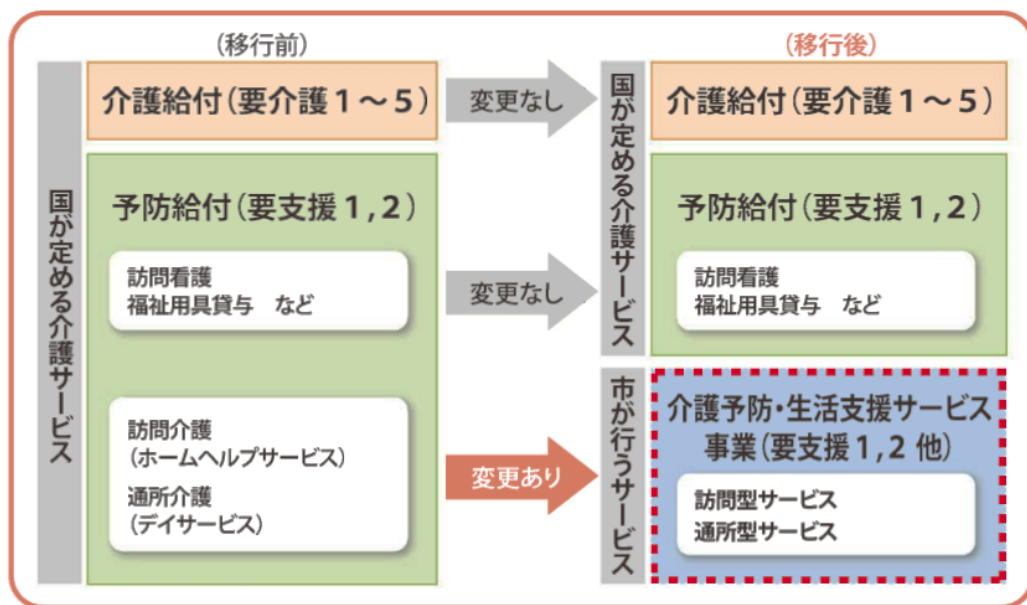 (移行前)
国が定める介護サービス
介護給付(要介護1～5)
予防給付(要支援1,2)
訪問看護
福祉用具貸与　など
訪問介護
(ホームヘルプサービス)
通所介護
(デイサービス)
変更なし
変更なし
変更あり
(移行後)
国が定める介護サービス
介護給付(要介護1～5)
予防給付(要支援1,2)
訪問看護
福祉用具貸与　など
市が行うサービス
介護予防・生活支援サービス
事業(要支援1,2 他)
訪問型サービス
通所型サービス